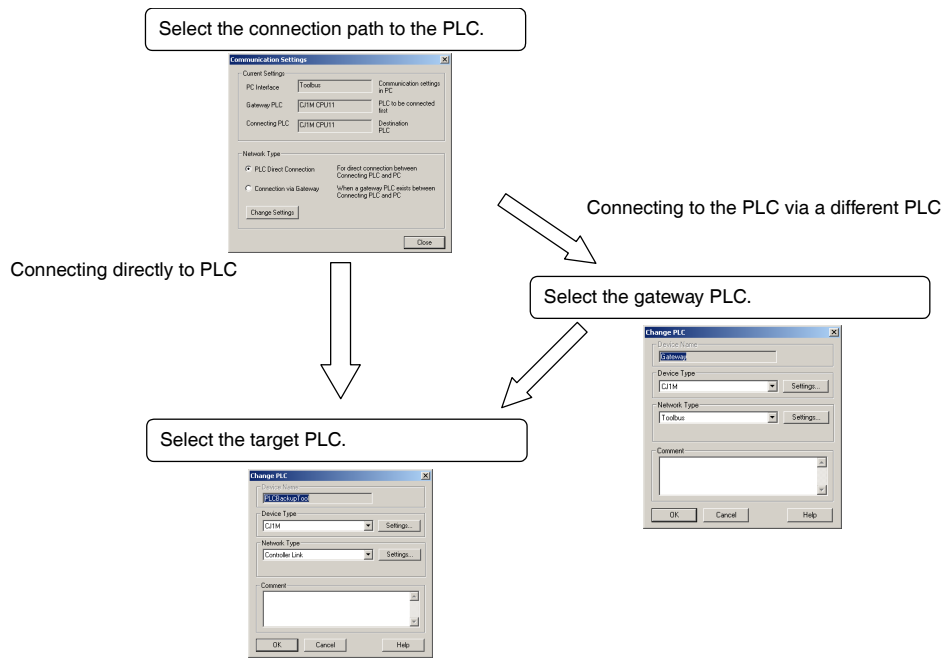 Select the connection path to the PLC.
Communication Settings
Current Settings
PC Interface Toolbus Communication settings
in PC
Gateway PLC CJ1M CPU11 PLC to be connected
first
Connecting PLC CJ1M CPU11 Destination
PLC
Network Type
PLC Direct Connection For direct connection between
Connecting PLC and PC
Connection via Gateway When a gateway PLC exists between
Connecting PLC and PC
Change Settings
Close
Connecting to the PLC via a different PLC
Connecting directly to PLC
Select the gateway PLC.
Change PLC
Device Name
Gateway
Device Type
CJ1M Settings...
Network Type
Toolbus Settings...
Comment
OK Cancel Help
Select the target PLC.
Change PLC
Device Name
PLCBackupTool
Device Type
CJ1M Settings...
Network Type
Controller Link Settings...
Comment
OK Cancel Help